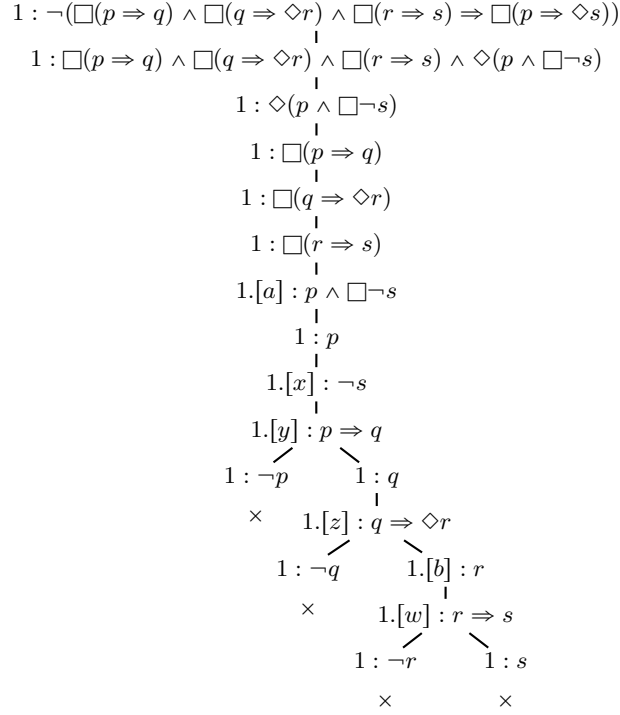 1 : ¬(□(p ⇒ q) ∧ □(q ⇒ ◇r) ∧ □(r ⇒ s) ⇒ □(p ⇒ ◇s))
1 : □(p ⇒ q) ∧ □(q ⇒ ◇r) ∧ □(r ⇒ s) ∧ ◇(p ∧ □¬s)
1 : ◇(p ∧ □¬s)
1 : □(p ⇒ q)
1 : □(q ⇒ ◇r)
1 : □(r ⇒ s)
1.[a] : p ∧ □¬s
1 : p
1.[x] : ¬s
1.[y] : p ⇒ q
1 : ¬p 1 : q
× 1.[z] : q ⇒ ◇r
1 : ¬q 1.[b] : r
× 1.[w] : r ⇒ s
1 : ¬r 1 : s
× ×